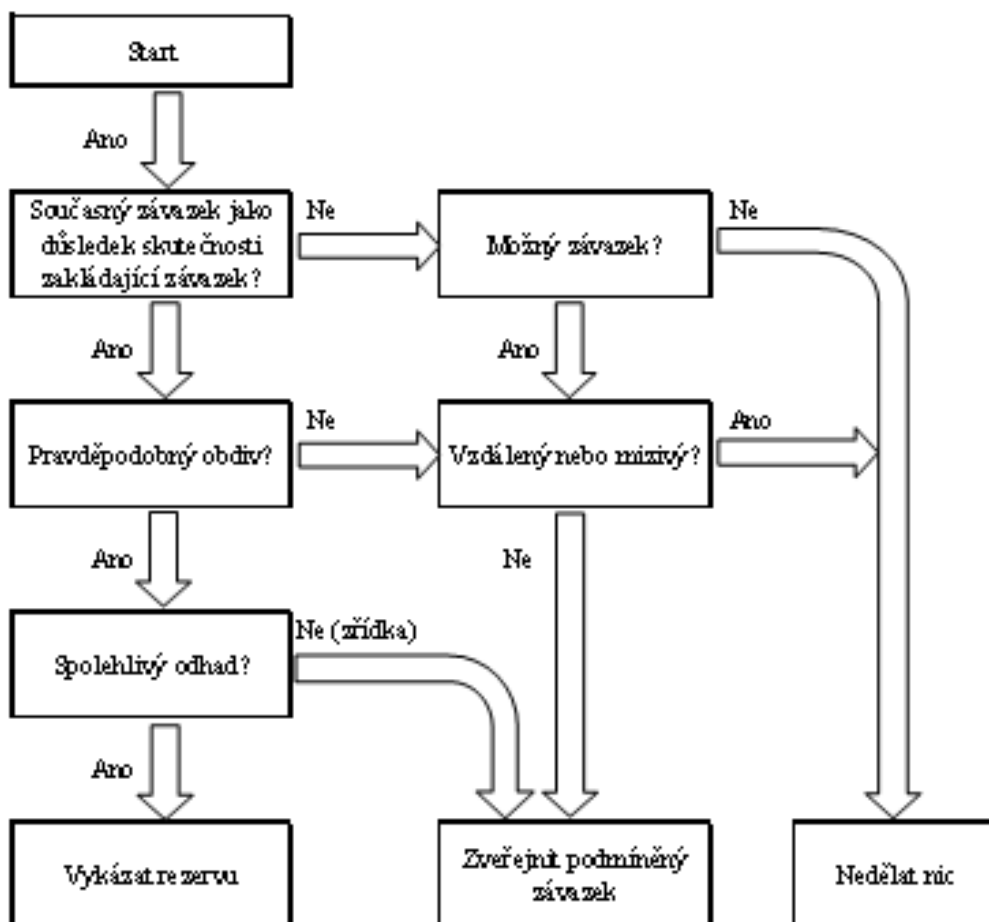 Start
Ano
Současný závazek jako
důsledek skutečnosti
zakládající závazek?
Ne
Možný závazek?
Ne
Ano
Ano
Pravděpodobný obdiv?
Ne
Vzdálený nebo mizivý?
Ano
Ano
Ne
Spolehlivý odhad?
Ne (zřídka)
Ano
Vykázat rezervu
Zveřejnit podmíněný
závazek
Nedělat nic